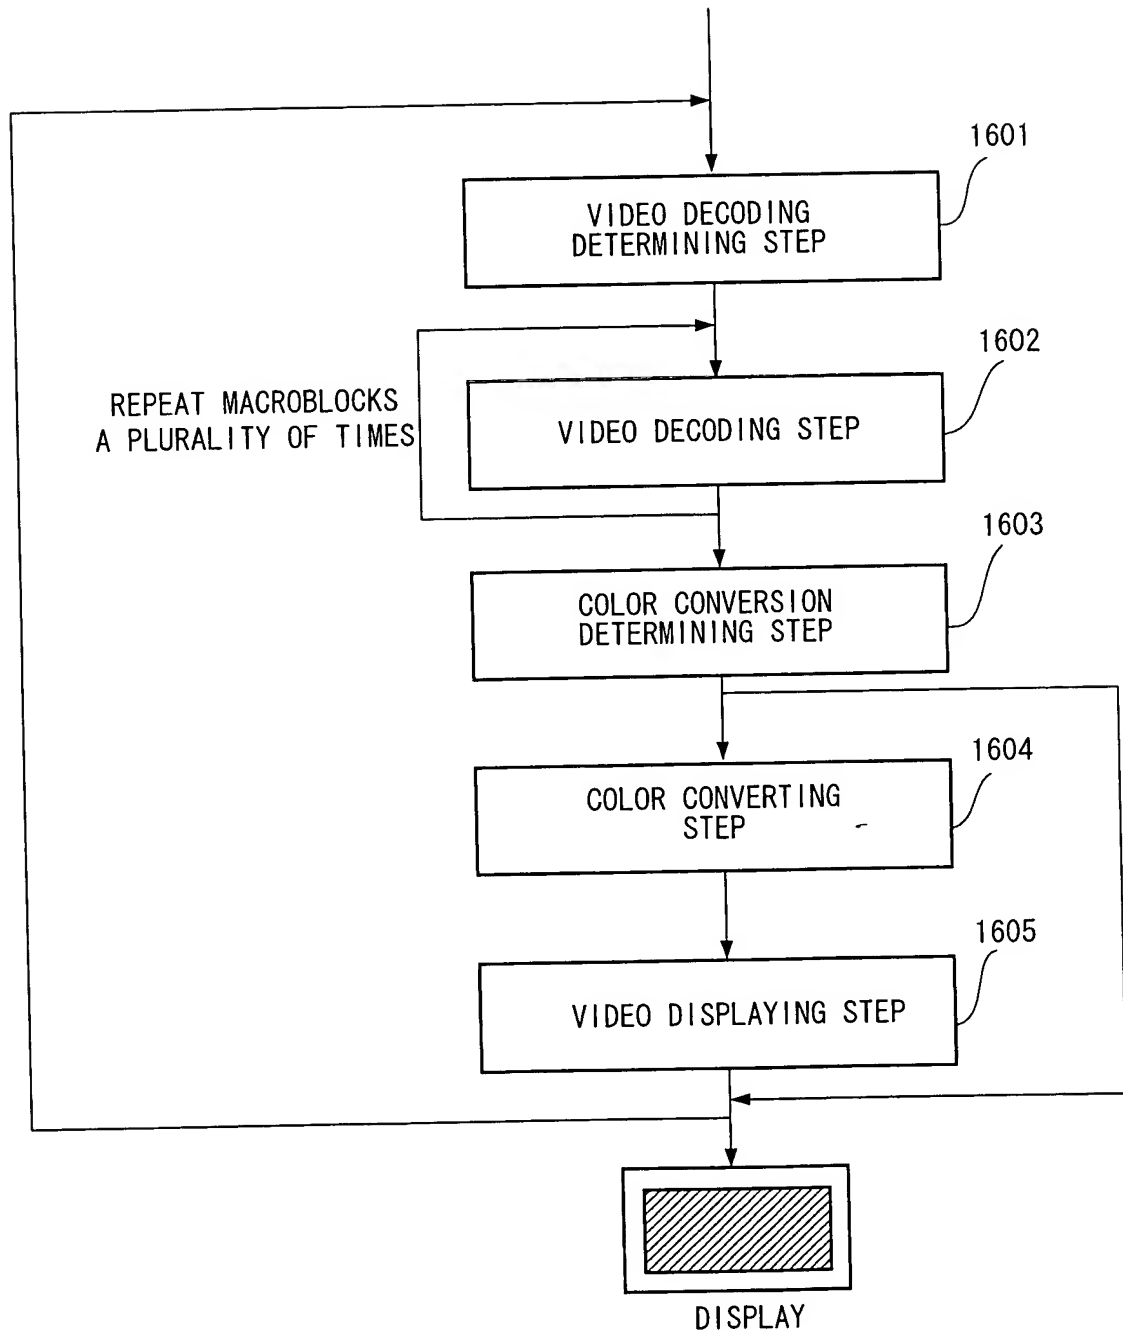 1601
VIDEO DECODING
DETERMINING STEP
1602
REPEAT MACROBLOCKS
A PLURALITY OF TIMES
VIDEO DECODING STEP
1603
COLOR CONVERSION
DETERMINING STEP
1604
COLOR CONVERTING
STEP
1605
VIDEO DISPLAYING STEP
DISPLAY